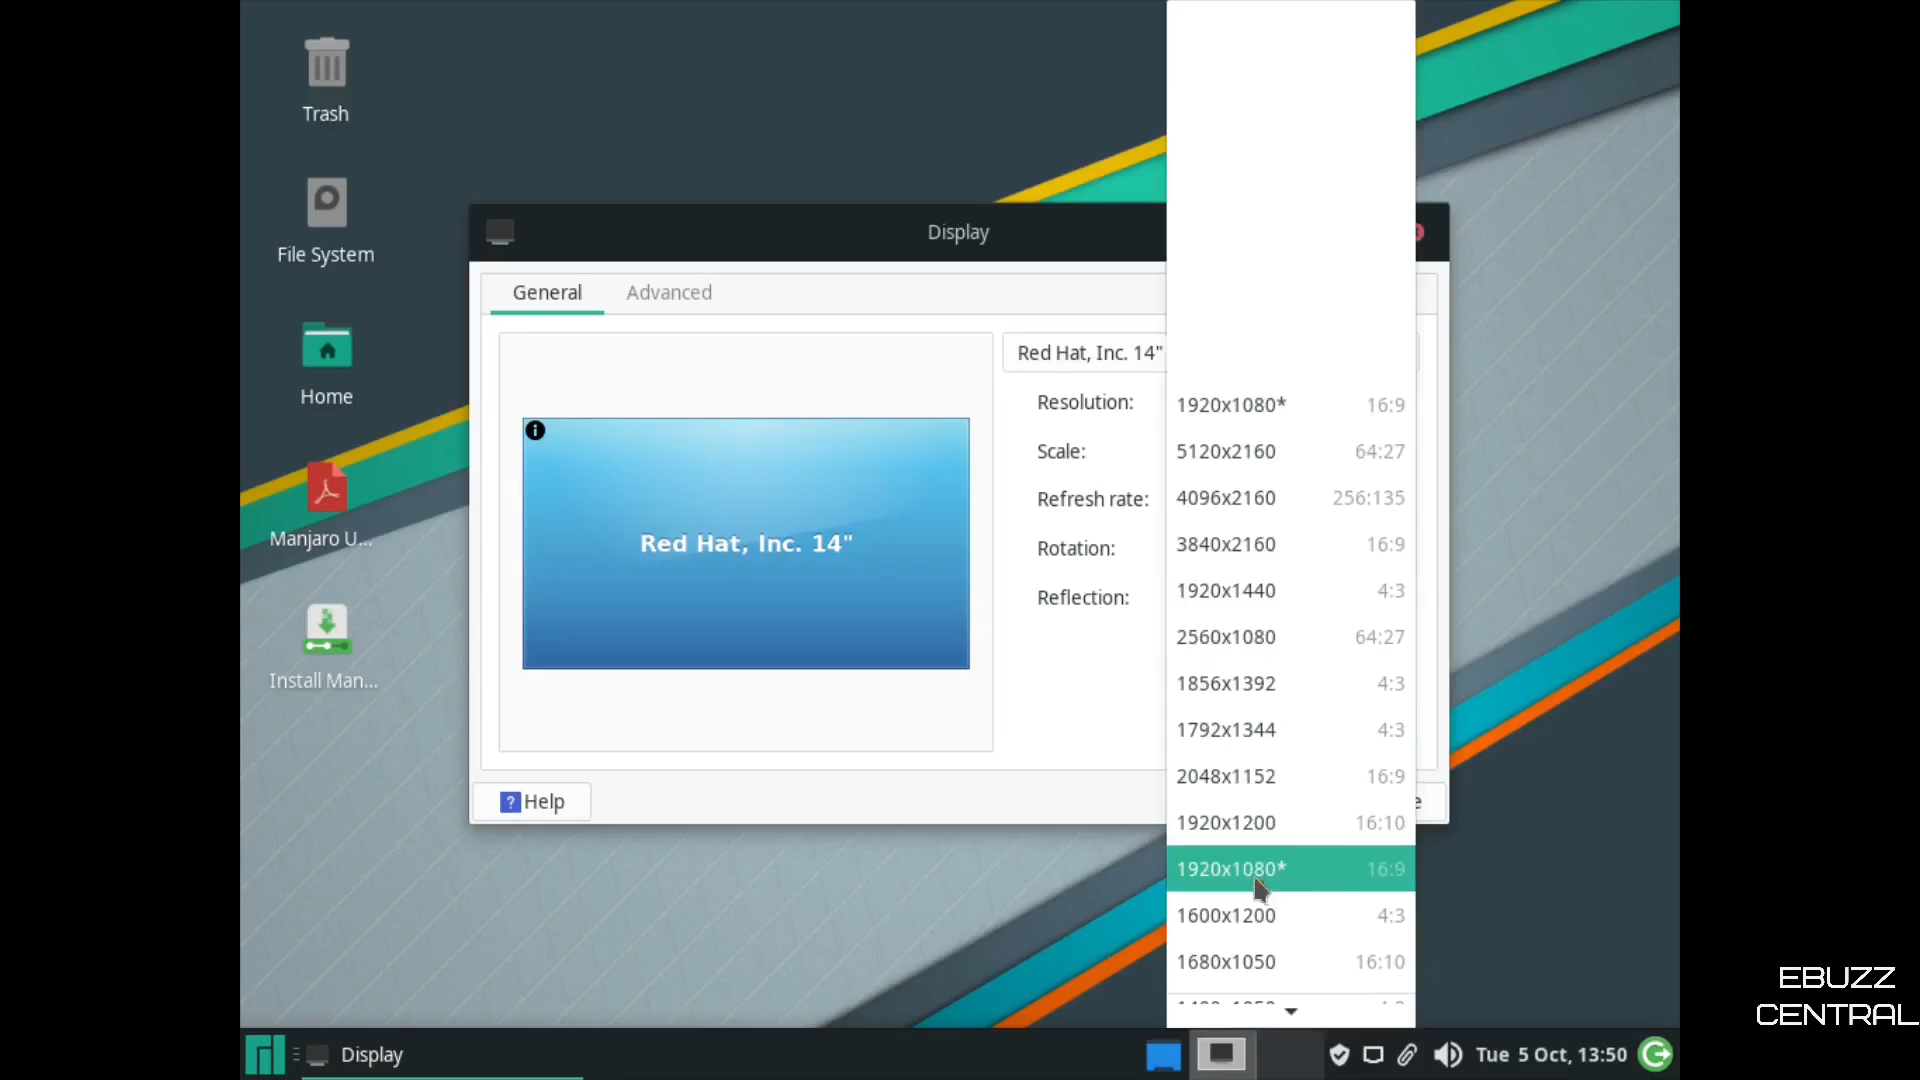 Trash
File System
Home
Manjaro U...
Install Man...
Display
General
Advanced
Red Hat, Inc. 14"
Red Hat, Inc. 14"
Resolution:
Scale:
Refresh rate:
Rotation:
Reflection:
1920x1080* 16:9
5120x2160 64:27
4096x2160 256:135
3840x2160 16:9
1920x1440 4:3
2560x1080 64:27
1856x1392 4:3
1792x1344 4:3
2048x1152 16:9
1920x1200 16:10
1920x1080* 16:9
1600x1200 4:3
1680x1050 16:10
? Help
e
EBUZZ
CENTRAL
Display
Tue 5 Oct, 13:50